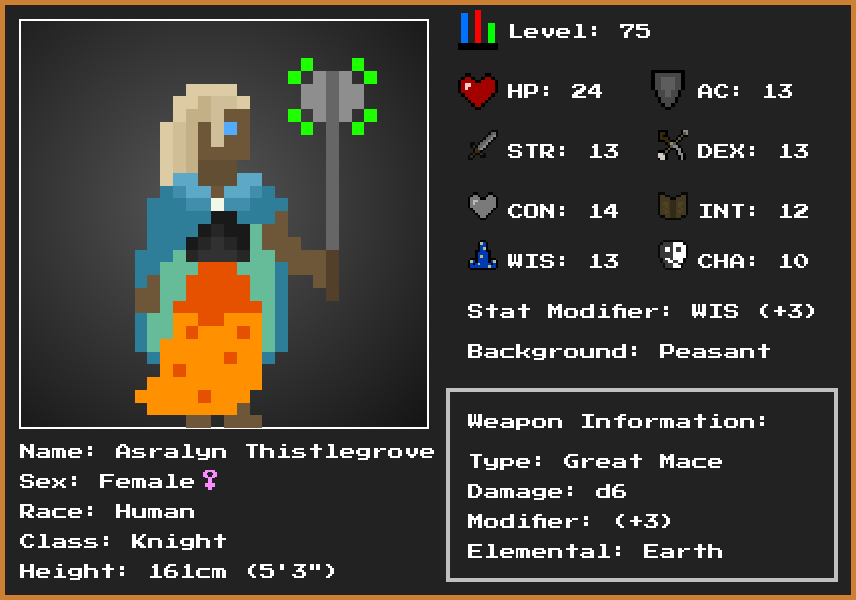 Level: 75
HP: 24
AC: 13
STR: 13
DEX: 13
CON: 14
INT: 12
WIS: 13
CHA: 10
Stat Modifier: WIS (+3)
Background: Peasant
Name: Asralyn Thistlegrove
Sex: Female♀
Race: Human
Class: Knight
Height: 161cm (5'3")
Weapon Information:
Type: Great Mace
Damage: d6
Modifier: (+3)
Elemental: Earth